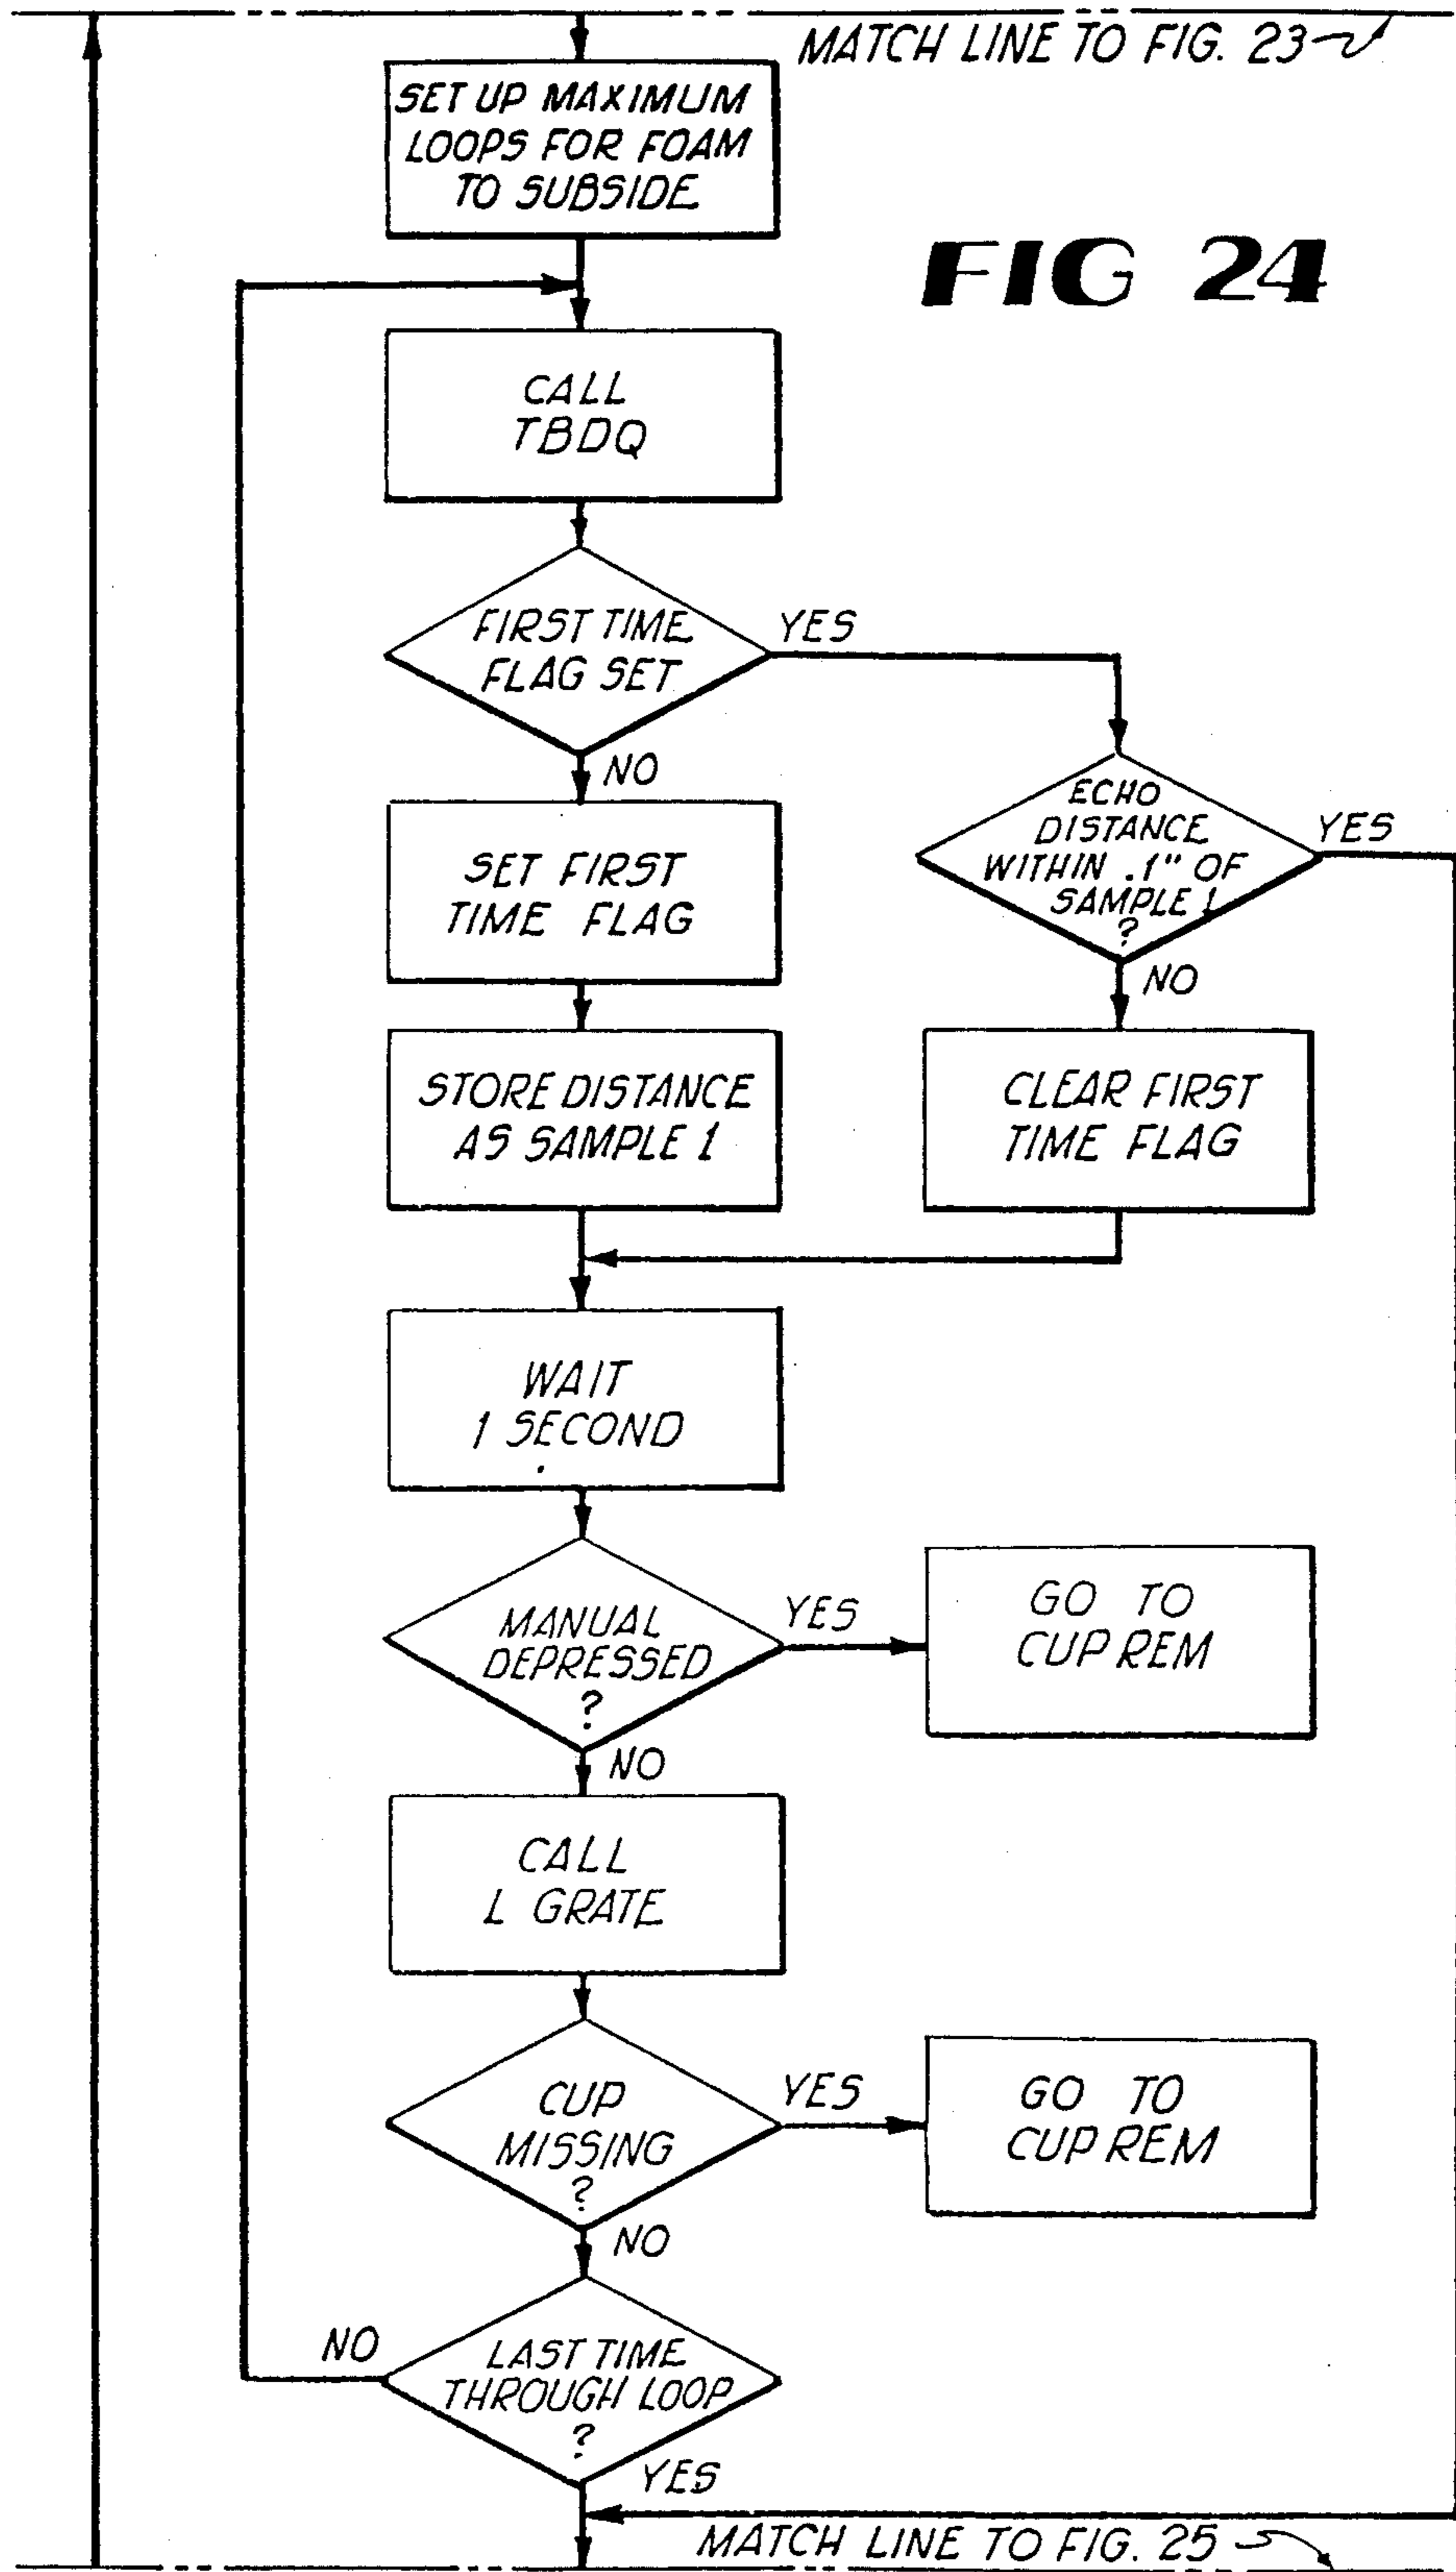 MATCH LINE TO FIG. 23
SET UP MAXIMUM
LOOPS FOR FOAM
TO SUBSIDE
FIG 24
CALL
TBDQ
FIRST TIME
FLAG SET
YES
NO
ECHO
DISTANCE
WITHIN .1" OF
SAMPLE 1
?
YES
NO
SET FIRST
TIME FLAG
STORE DISTANCE
AS SAMPLE 1
CLEAR FIRST
TIME FLAG
WAIT
1 SECOND
MANUAL
DEPRESSED
?
YES
GO TO
CUP REM
NO
CALL
L GRATE
CUP
MISSING
?
YES
GO TO
CUP REM
NO
LAST TIME
THROUGH LOOP
?
NO
YES
MATCH LINE TO FIG. 25